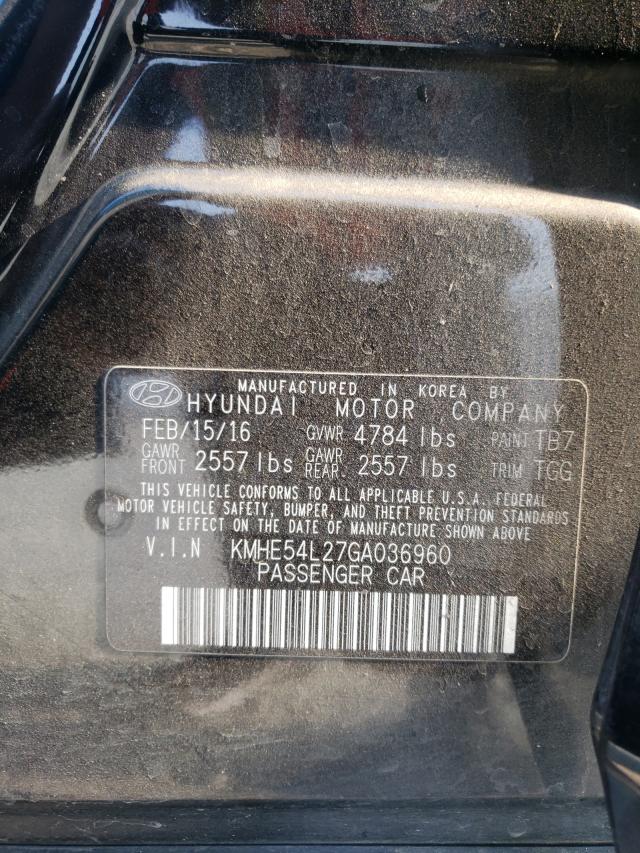 MANUFACTURED IN KOREA BY
HYUNDAI MOTOR COMPANY
FEB/15/16 GVWR 4784 lbs PAINT TB7
GAWR FRONT 2557 lbs GAWR REAR. 2557 lbs TRIM TGG
THIS VEHICLE CONFORMS TO ALL APPLICABLE U.S.A. FEDERAL
MOTOR VEHICLE SAFETY, BUMPER, AND THEFT PREVENTION STANDARDS
IN EFFECT ON THE DATE OF MANUFACTURE SHOWN ABOVE
V.I.N KMHE54L27GA036960
PASSENGER CAR